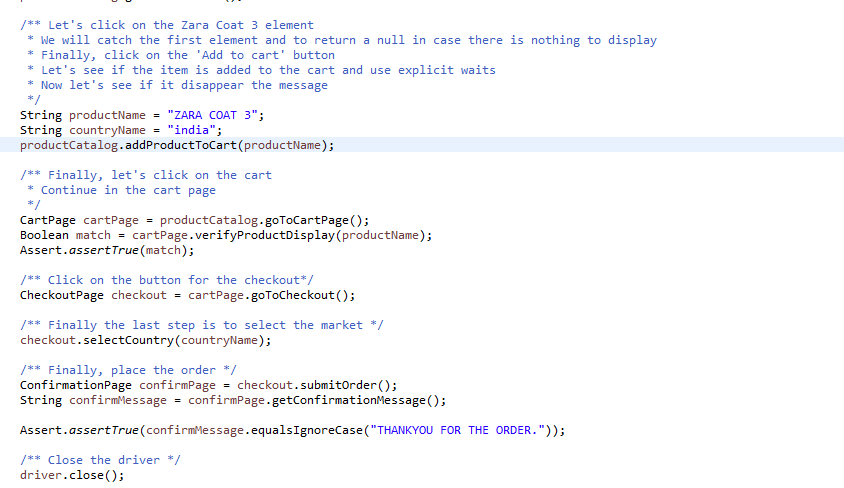 /** Let's click on the Zara Coat 3 element
* We will catch the first element and to return a null in case there is nothing to display
* Finally, click on the 'Add to cart' button
* Let's see if the item is added to the cart and use explicit waits
* Now let's see if it disappear the message
*/
String productName = "ZARA COAT 3";
String countryName = "india";
productCatalog.addProductToCart(productName);
/** Finally, let's click on the cart
* Continue in the cart page
*/
CartPage cartPage = productCatalog.goToCartPage();
Boolean match = cartPage.verifyProductDisplay(productName);
Assert.assertTrue(match);
/** Click on the button for the checkout*/
CheckoutPage checkout = cartPage.goToCheckout();
/** Finally the last step is to select the market */
checkout.selectCountry(countryName);
/** Finally, place the order */
ConfirmationPage confirmPage = checkout.submitOrder();
String confirmMessage = confirmPage.getConfirmationMessage();
Assert.assertTrue(confirmMessage.equalsIgnoreCase("THANKYOU FOR THE ORDER."));
/** Close the driver */
driver.close();